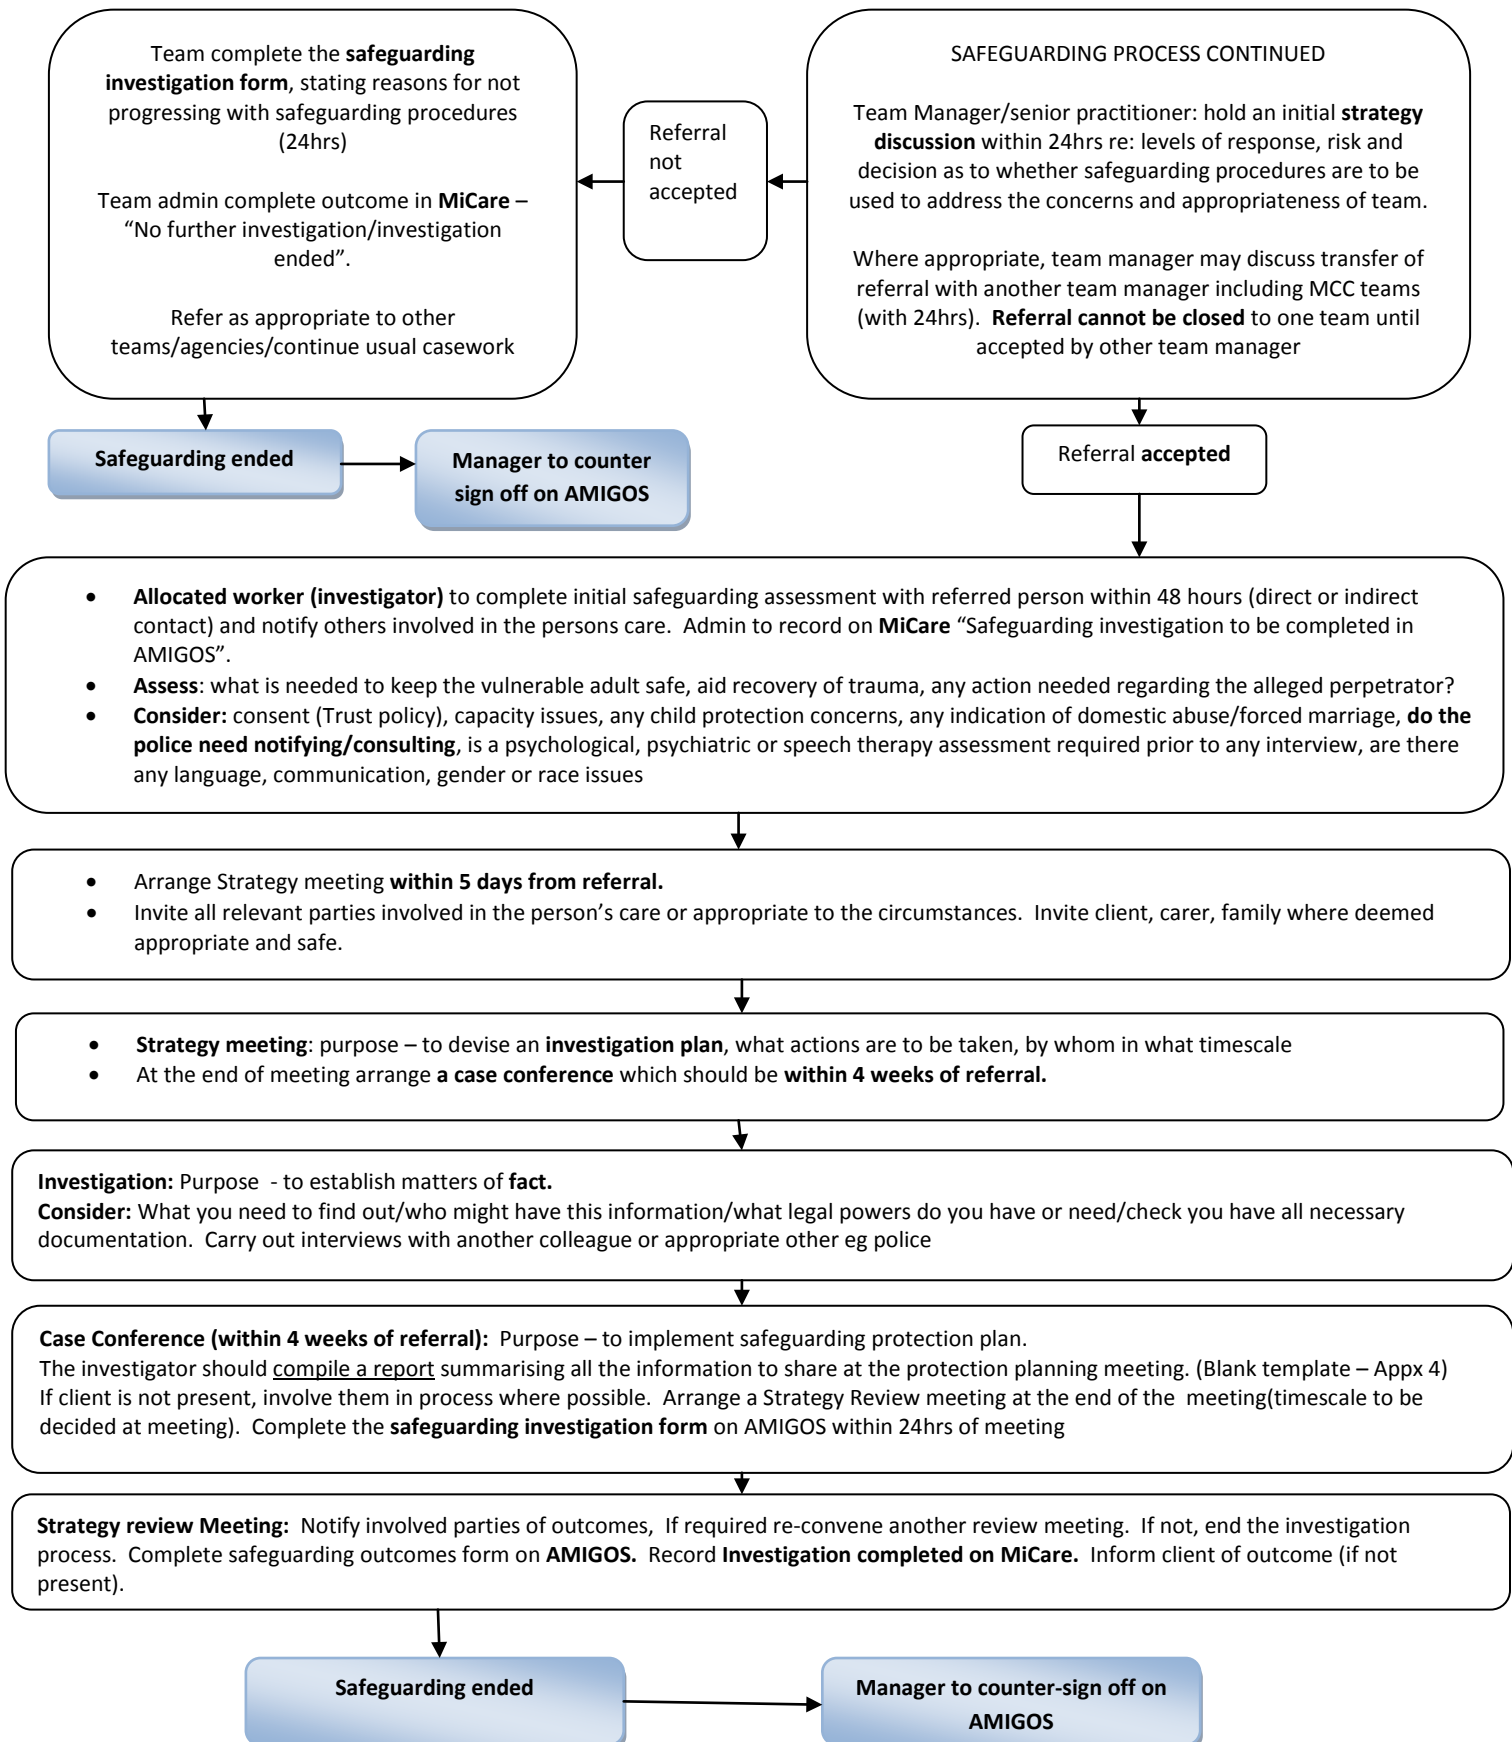 SAFEGUARDING PROCESS CONTINUED
Team Manager/senior practitioner: hold an initial strategy
discussion within 24hrs re: levels of response, risk and
decision as to whether safeguarding procedures are to be
used to address the concerns and appropriateness of team.
Where appropriate, team manager may discuss transfer of
referral with another team manager including MCC teams
(with 24hrs).  Referral cannot be closed to one team until
accepted by other team manager
Referral
not
accepted
Team complete the safeguarding
investigation form, stating reasons for not
progressing with safeguarding procedures
(24hrs)
Team admin complete outcome in MiCare –
“No further investigation/investigation
ended”.
Refer as appropriate to other
teams/agencies/continue usual casework
Safeguarding ended
Manager to counter
sign off on AMIGOS
Referral accepted
• Allocated worker (investigator) to complete initial safeguarding assessment with referred person within 48 hours (direct or indirect
contact) and notify others involved in the persons care.  Admin to record on MiCare “Safeguarding investigation to be completed in
AMIGOS”.
• Assess: what is needed to keep the vulnerable adult safe, aid recovery of trauma, any action needed regarding the alleged perpetrator?
• Consider: consent (Trust policy), capacity issues, any child protection concerns, any indication of domestic abuse/forced marriage, do the
police need notifying/consulting, is a psychological, psychiatric or speech therapy assessment required prior to any interview, are there
any language, communication, gender or race issues
• Arrange Strategy meeting within 5 days from referral.
• Invite all relevant parties involved in the person’s care or appropriate to the circumstances.  Invite client, carer, family where deemed
appropriate and safe.
• Strategy meeting: purpose – to devise an investigation plan, what actions are to be taken, by whom in what timescale
• At the end of meeting arrange a case conference which should be within 4 weeks of referral.
Investigation: Purpose  - to establish matters of fact.
Consider: What you need to find out/who might have this information/what legal powers do you have or need/check you have all necessary
documentation.  Carry out interviews with another colleague or appropriate other eg police
Case Conference (within 4 weeks of referral):  Purpose – to implement safeguarding protection plan.
The investigator should compile a report summarising all the information to share at the protection planning meeting. (Blank template – Appx 4)
If client is not present, involve them in process where possible.  Arrange a Strategy Review meeting at the end of the  meeting(timescale to be
decided at meeting).  Complete the safeguarding investigation form on AMIGOS within 24hrs of meeting
Strategy review Meeting:  Notify involved parties of outcomes, If required re-convene another review meeting.  If not, end the investigation
process.  Complete safeguarding outcomes form on AMIGOS.  Record Investigation completed on MiCare.  Inform client of outcome (if not
present).
Safeguarding ended
Manager to counter-sign off on
AMIGOS